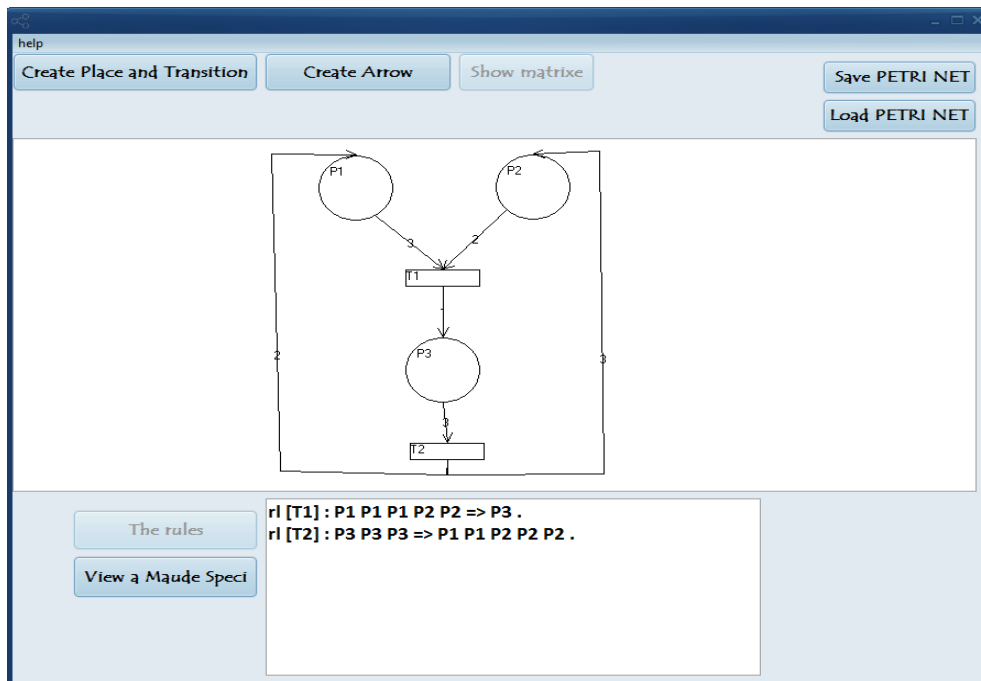 help
Create Place and Transition
Create Arrow
Show matrixe
Save PETRI NET
Load PETRI NET
P1
P2
3
2
T1
1
P3
2
3
3
T2
The rules
View a Maude Speci
rl [T1] : P1 P1 P1 P2 P2 => P3 .
rl [T2] : P3 P3 P3 => P1 P1 P2 P2 P2 .